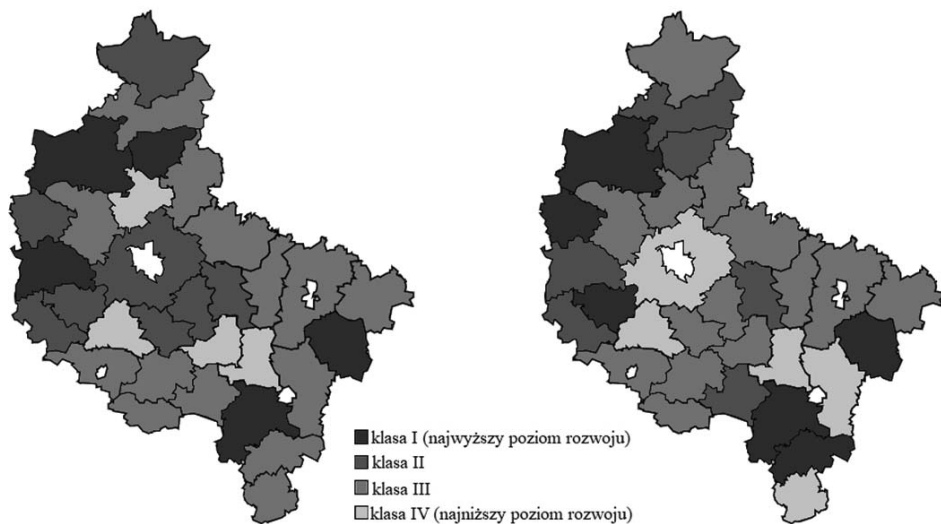 klasa I (najwyższy poziom rozwoju)
klasa II
klasa III
klasa IV (najniższy poziom rozwoju)